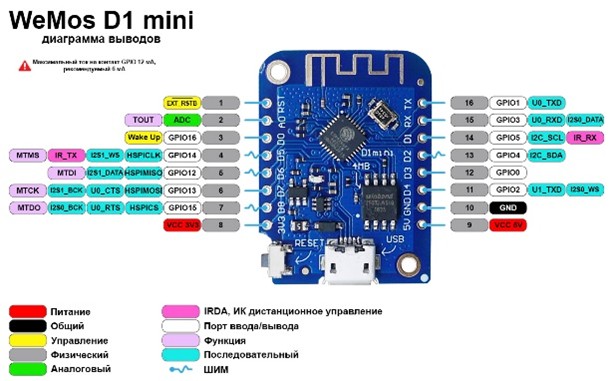 WeMos D1 mini
диаграмма выводов
Максимальный ток на контакт GPIO 12 мА,
рекомендуемый 6 мА
EXT_RSTB 1
TOUT ADC 2
Wake Up GPIO16 3
MTMS IR_TX I2S1_WS HSPICLK GPIO14 4
MTDI I2S1_DATA HSPIMISO GPIO12 5
MTCK I2S1_BCK U0_CTS HSPIMOSI GPIO13 6
MTDO I2S0_BCK U0_RTS HSPICS GPIO15 7
VCC 3V3 8
RST A0 D0 D5 D6 D7 D8 3V3
D1 mini
4MB
RESET
USB
TX RX D1 D2 D3 D4 GND 5V
16 GPIO1 U0_TXD
15 GPIO3 U0_RXD I2S0_DATA
14 GPIO5 I2C_SCL IR_RX
13 GPIO4 I2C_SDA
12 GPIO0
11 GPIO2 U1_TXD I2S0_WS
10 GND
9 VCC 5V
Питание
Общий
Управление
Физический
Аналоговый
IRDA, ИК дистанционное управление
Порт ввода/вывода
Функция
Последовательный
ШИМ